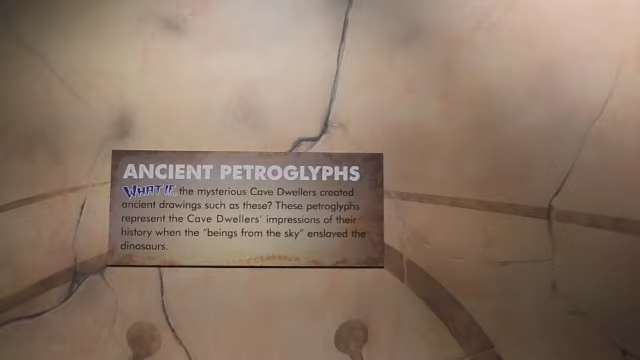 ANCIENT PETROGLYPHS
WHAT IF the mysterious Cave Dwellers created
ancient drawings such as these? These petroglyphs
represent the Cave Dwellers' impressions of their
history when the "beings from the sky" enslaved the
dinosaurs.